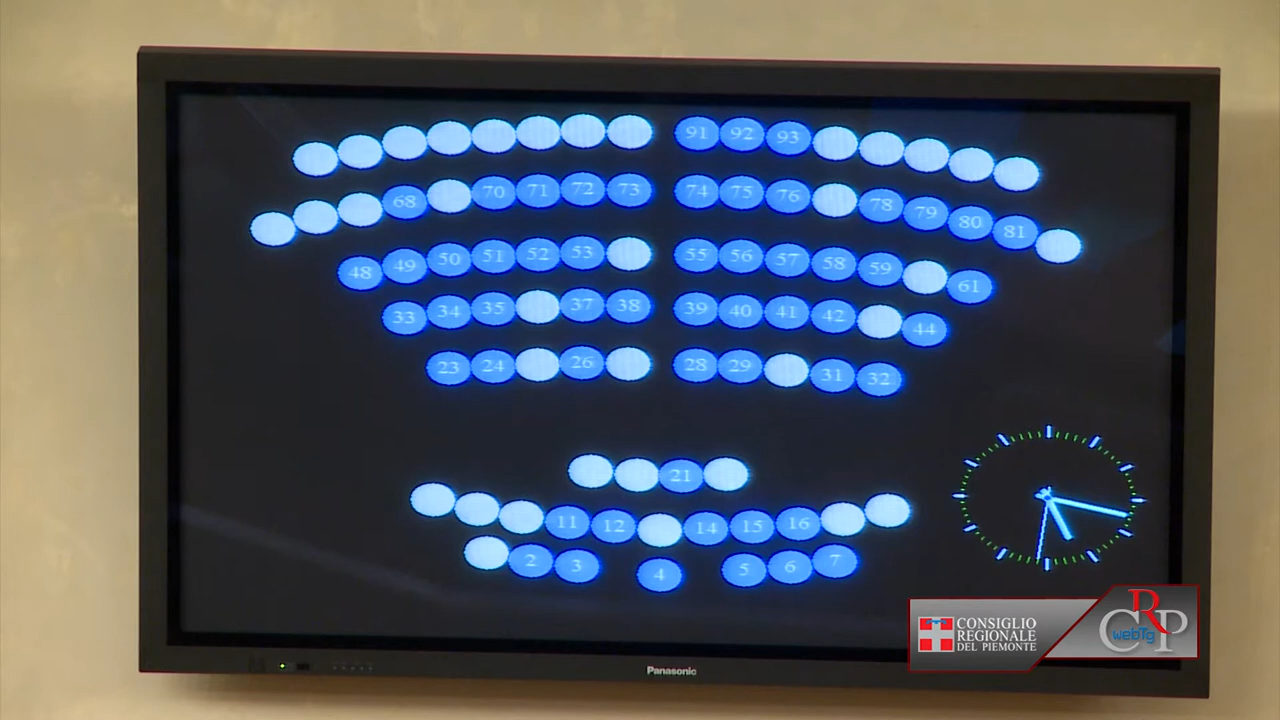 91 92 93
68 70 71 72 73 74 75 76 78 79 80 81
48 49 50 51 52 53 55 56 57 58 59 61
33 34 35 37 38 39 40 41 42 44
23 24 26 28 29 31 32
21
11 12 14 15 16
2 3 4 5 6 7
Panasonic
CONSIGLIO
REGIONALE
DEL PIEMONTE
CRP
webTg